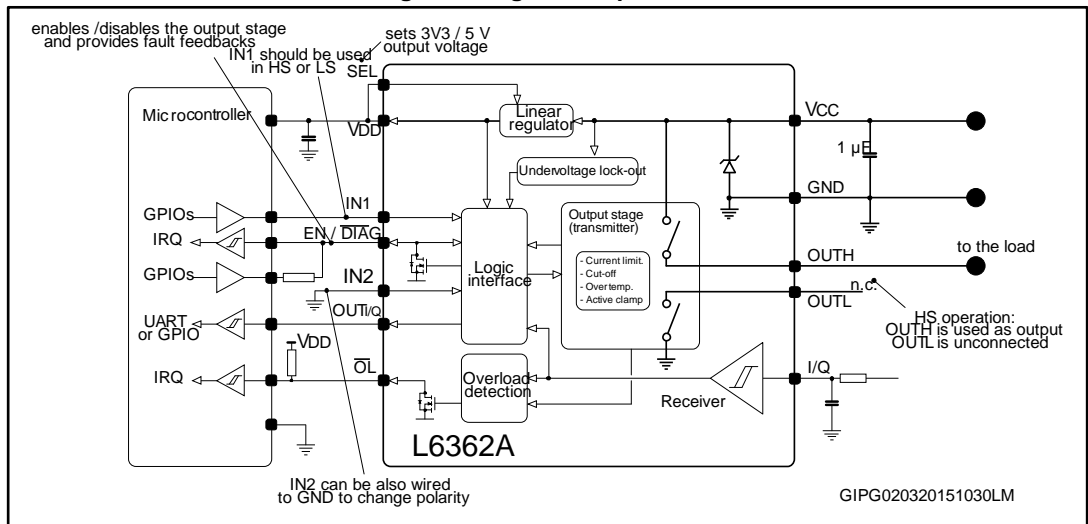 enables /disables the output stage
and provides fault feedbacks
sets 3V3 / 5 V
output voltage
IN1 should be used
in HS or LS
SEL
Microcontroller
VDD
Linear
regulator
VCC
1 µF
Undervoltage lock-out
GND
GPIOs
IN1
IRQ
EN / DIAG
GPIOs
IN2
Logic
interface
Output stage
(transmitter)
- Current limit.
- Cut-off
- Overtemp.
- Active clamp
OUTH
to the load
n.c.
OUTL
UART
or GPIO
OUTI/Q
HS operation:
OUTH is used as output
OUTL is unconnected
VDD
IRQ
OL
Overload
detection
Receiver
I/Q
L6362A
IN2 can be also wired
to GND to change polarity
GIPG020320151030LM